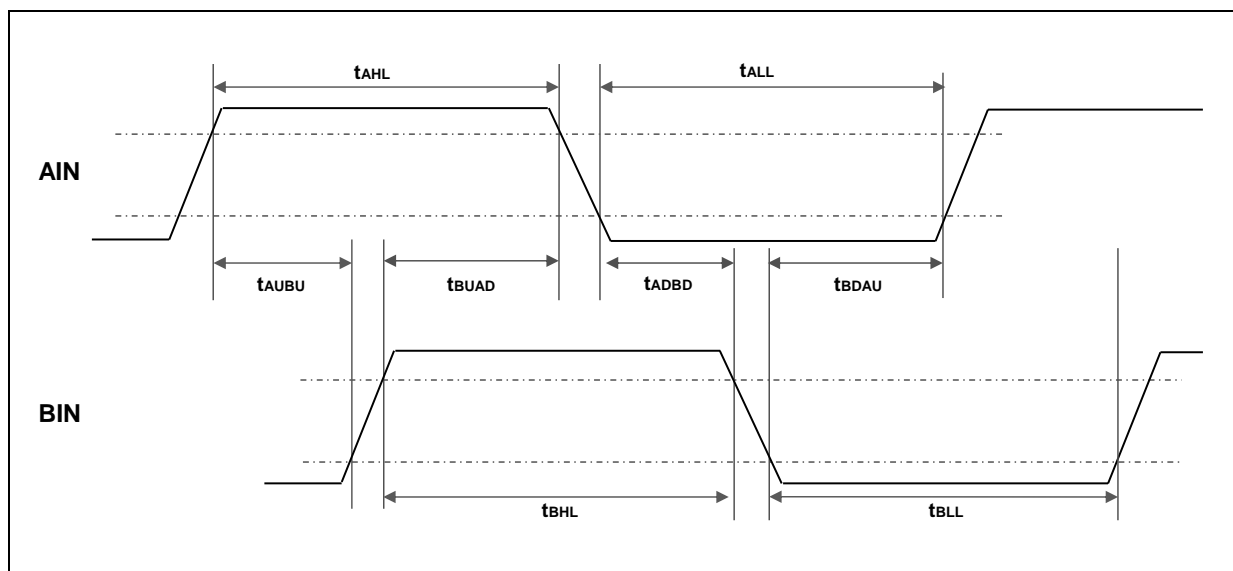 tAHL
tALL
AIN
tAUBU
tBUAD
tADBD
tBDAU
BIN
tBHL
tBLL